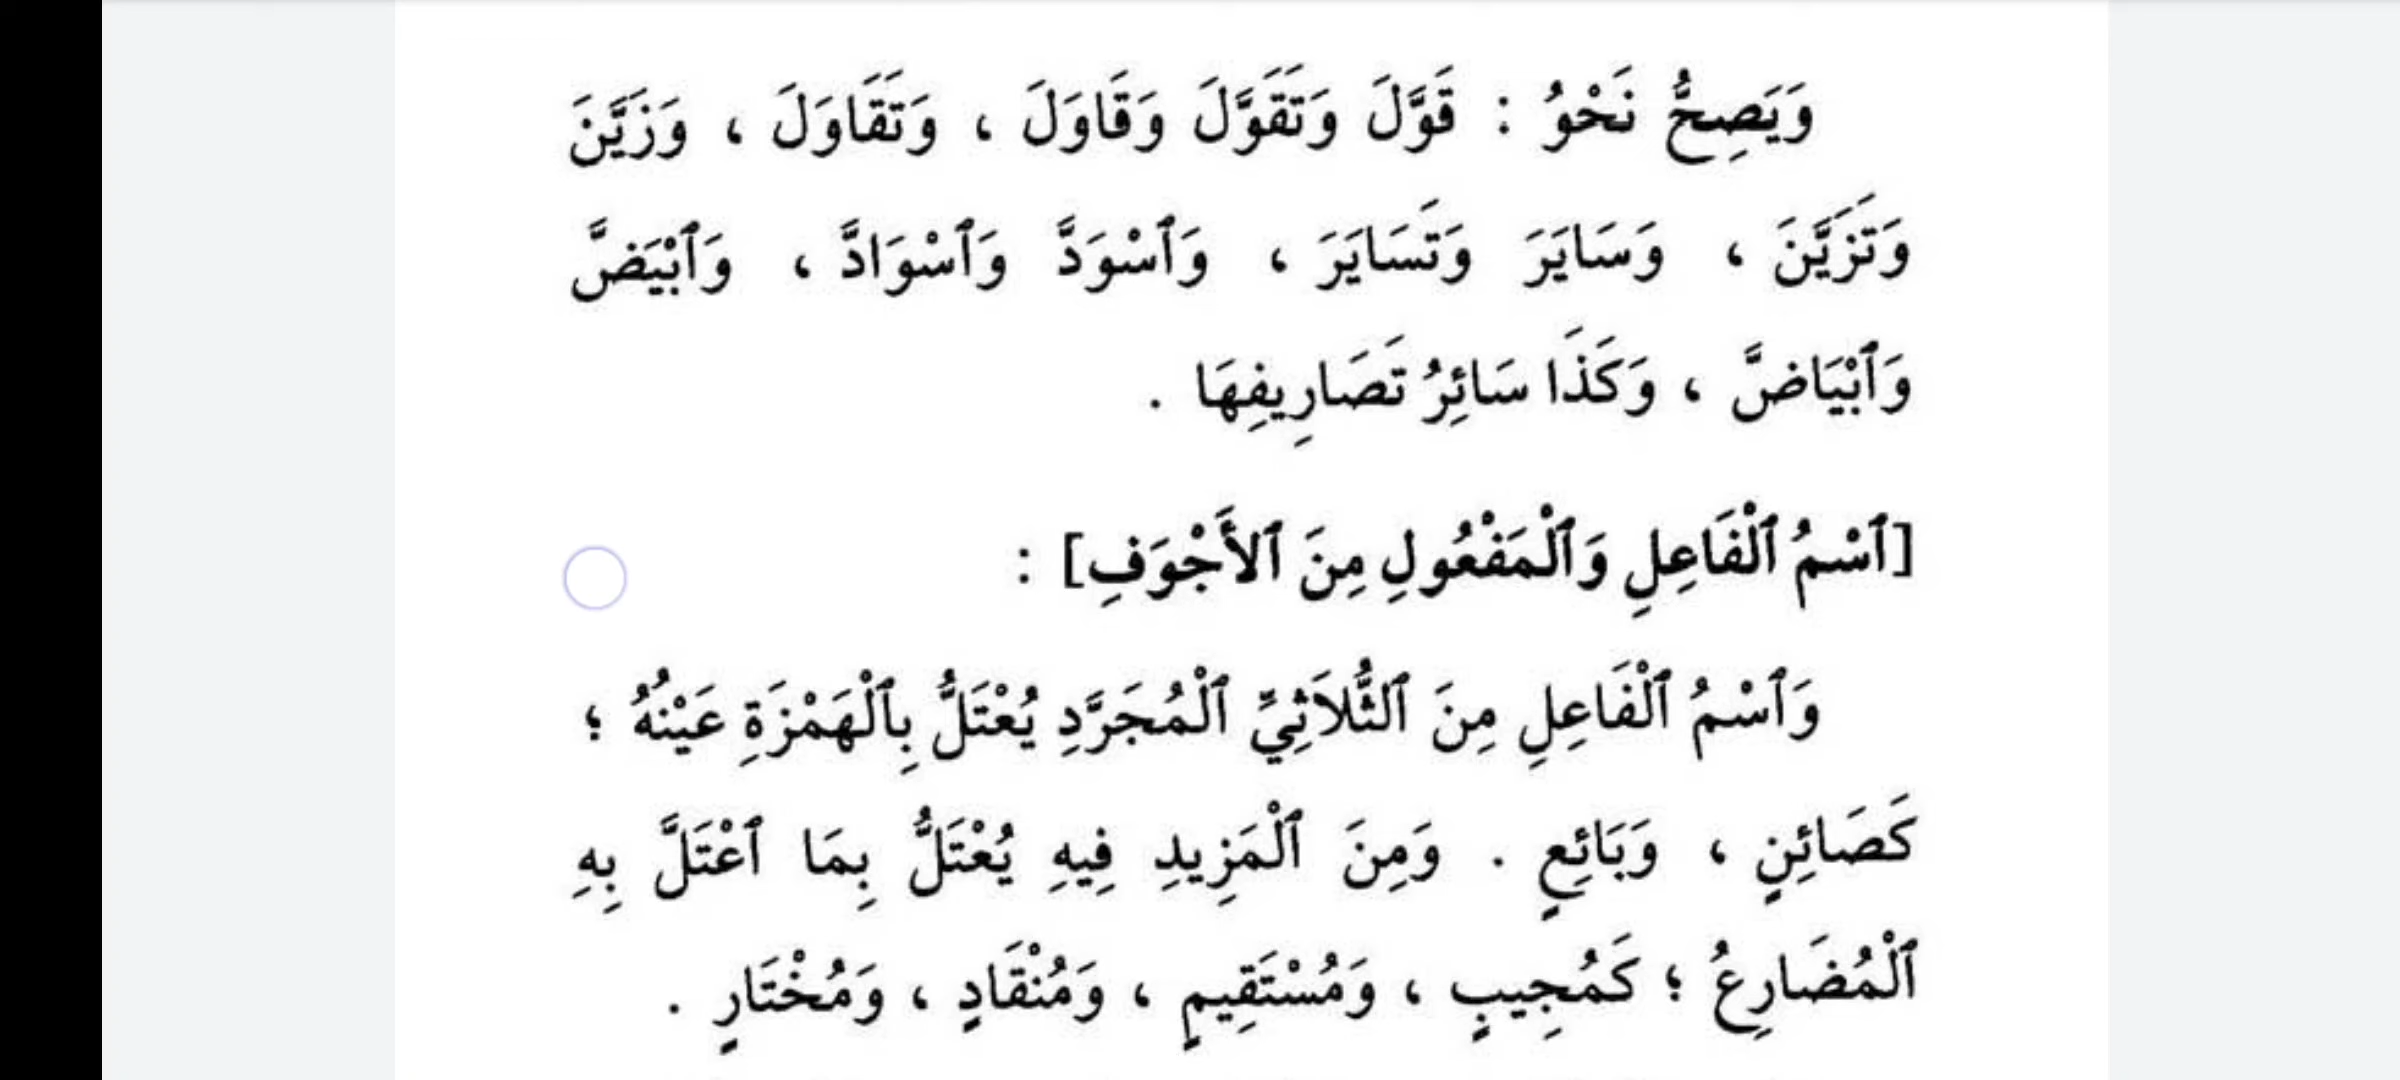 وَيَصِحُّ نَحْوُ : قَوَّلَ وَتَقَوَّلَ وَقَاوَلَ ، وَتَقَاوَلَ ، وَزَيَّنَ
وَتَزَيَّنَ ، وَسَايَرَ وَتَسَايَرَ ، وَٱسْوَدَّ وَٱسْوَادَّ ، وَٱبْيَضَّ
وَٱبْيَاضَّ ، وَكَذَا سَائِرُ تَصَارِيفِهَا .
[ٱسْمُ ٱلْفَاعِلِ وَٱلْمَفْعُولِ مِنَ ٱلأَجْوَفِ] :
وَٱسْمُ ٱلْفَاعِلِ مِنَ ٱلثُّلاَثِيِّ ٱلْمُجَرَّدِ يُعْتَلُّ بِٱلْهَمْزَةِ عَيْنُهُ ؛
كَصَائِنٍ ، وَبَائِعٍ . وَمِنَ ٱلْمَزِيدِ فِيهِ يُعْتَلُّ بِمَا ٱعْتَلَّ بِهِ
ٱلْمُضَارِعُ ؛ كَمُجِيبٍ ، وَمُسْتَقِيمٍ ، وَمُنْقَادٍ ، وَمُخْتَارٍ .